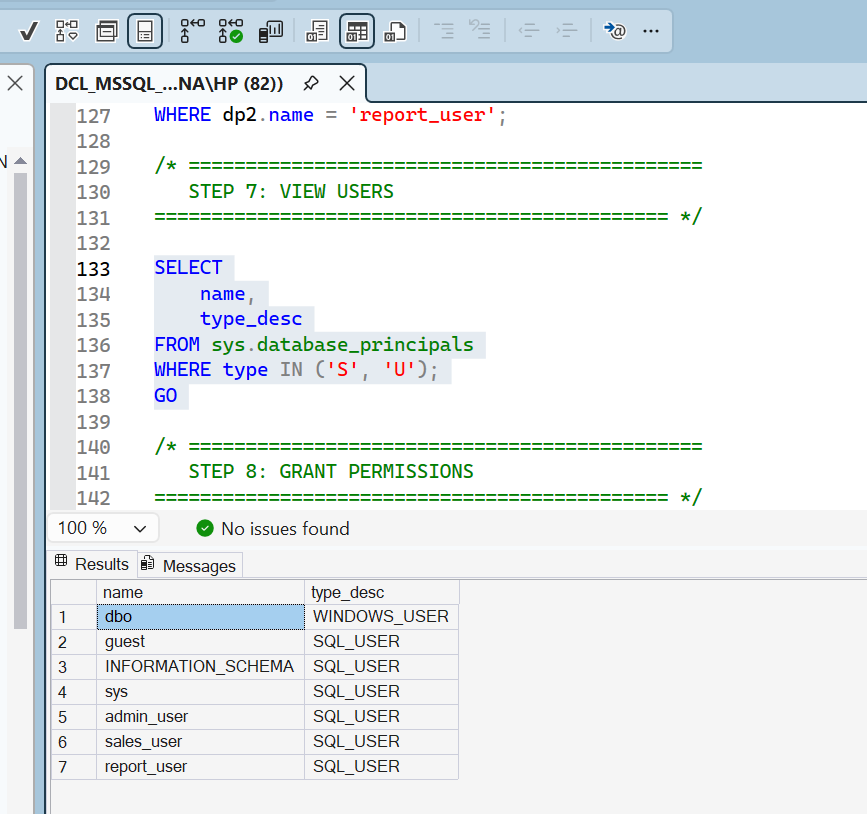 DCL_MSSQL_...NA\HP (82))
N
127 WHERE dp2.name = 'report_user';
128
129 /* =============================================
130 STEP 7: VIEW USERS
131 ============================================= */
132
133 SELECT
134 name,
135 type_desc
136 FROM sys.database_principals
137 WHERE type IN ('S', 'U');
138 GO
139
140 /* =============================================
141 STEP 8: GRANT PERMISSIONS
142 ============================================= */
100 %
No issues found
Results Messages
name type_desc
1 dbo WINDOWS_USER
2 guest SQL_USER
3 INFORMATION_SCHEMA SQL_USER
4 sys SQL_USER
5 admin_user SQL_USER
6 sales_user SQL_USER
7 report_user SQL_USER